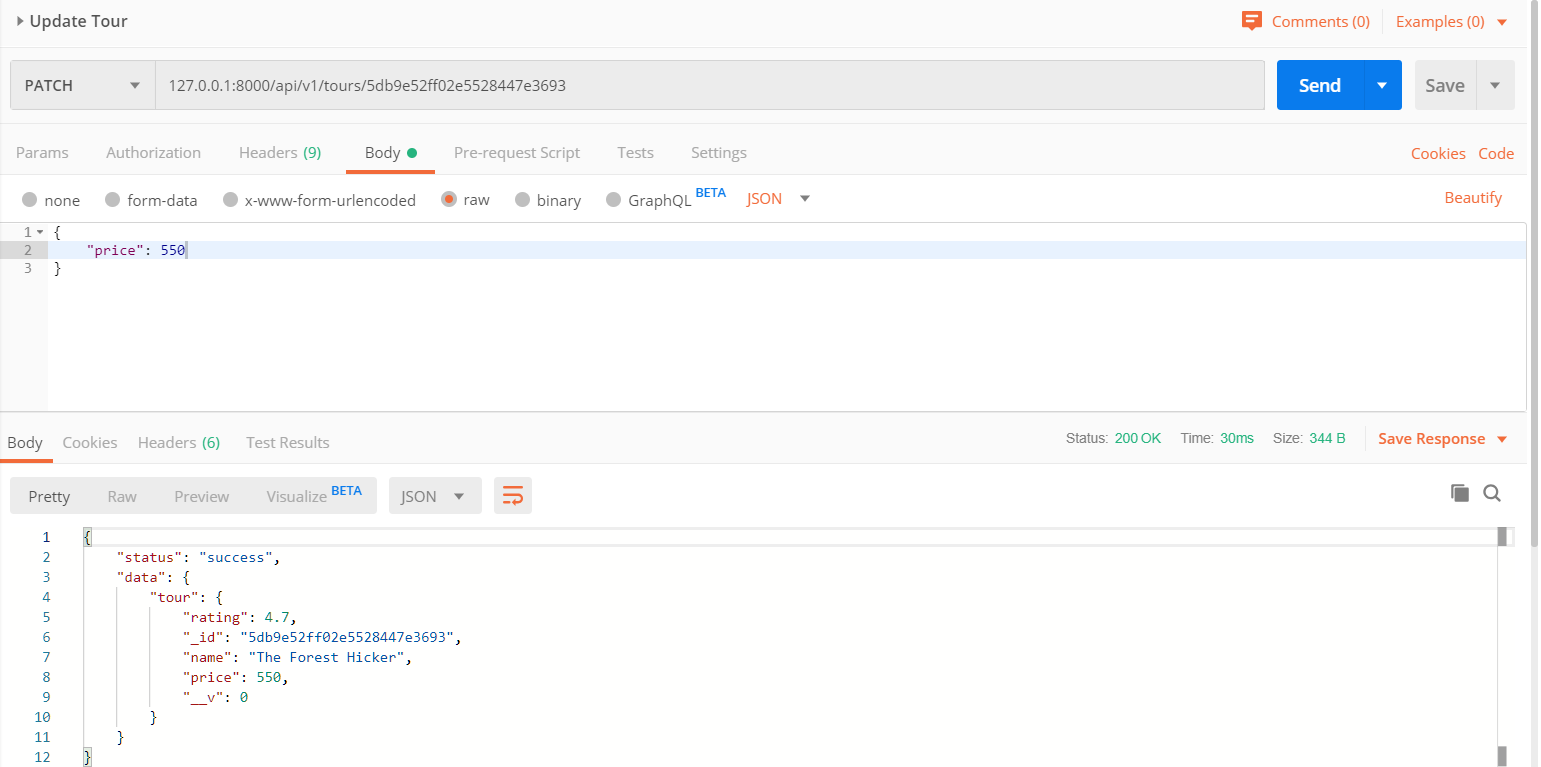 Update Tour Comments (0) Examples (0)
PATCH 127.0.0.1:8000/api/v1/tours/5db9e52ff02e5528447e3693 Send Save
Params Authorization Headers (9) Body Pre-request Script Tests Settings Cookies Code
none form-data x-www-form-urlencoded raw binary GraphQL BETA JSON Beautify
1 {
2 "price": 550
3 }
Body Cookies Headers (6) Test Results Status: 200 OK Time: 30ms Size: 344 B Save Response
Pretty Raw Preview Visualize BETA JSON
1 {
2 "status": "success",
3 "data": {
4 "tour": {
5 "rating": 4.7,
6 "_id": "5db9e52ff02e5528447e3693",
7 "name": "The Forest Hicker",
8 "price": 550,
9 "__v": 0
10 }
11 }
12 }